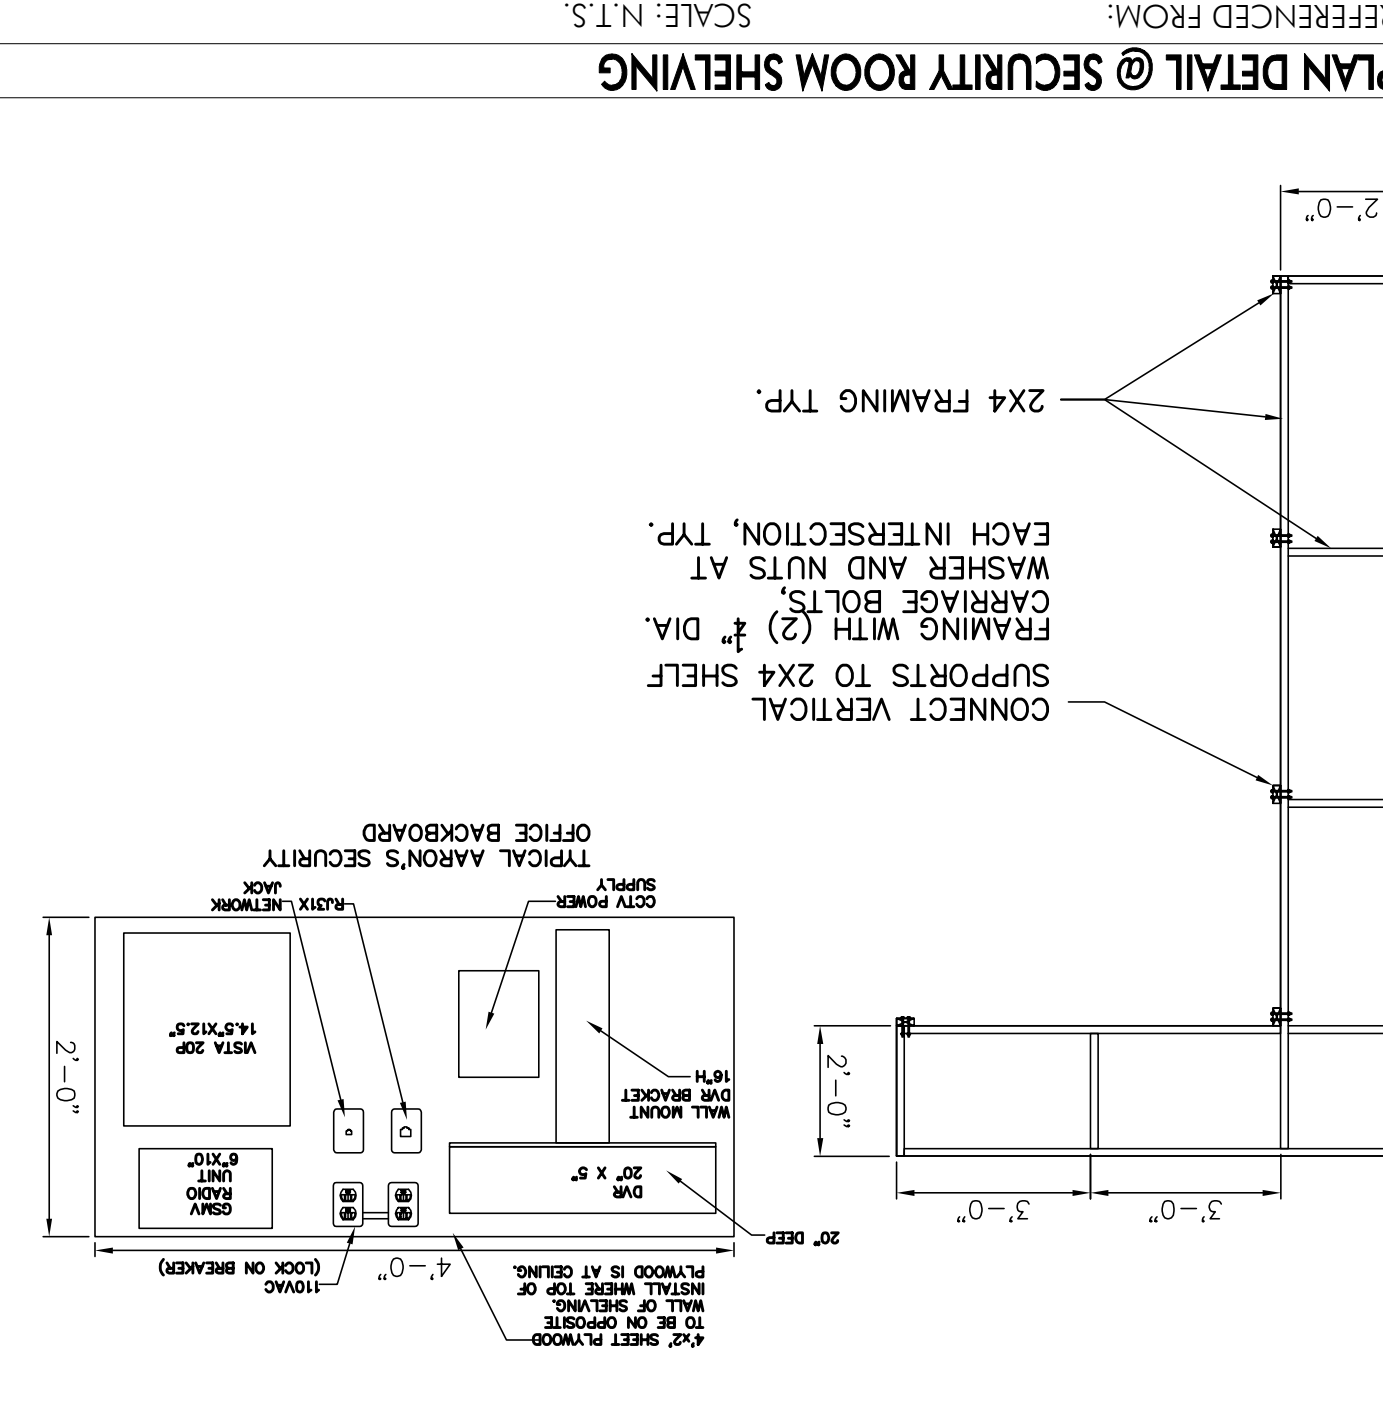 4'x2' SHEET PLYWOOD
TO BE ON OPPOSITE
WALL OF SHELVING.
INSTALL WHERE TOP OF
PLYWOOD IS AT CEILING.
4'-0"
110VAC
(LOCK ON BREAKER)
20" DEEP
3'-0"
3'-0"
2'-0"
DVR
20" X 5"
GSMV
RADIO
UNIT
6"X10"
WALL MOUNT
DVR BRACKET
16"H
VISTA 20P
14.5"X12.5"
2'-0"
CCTV POWER
SUPPLY
RJ31X
NETWORK
JACK
TYPICAL AARON'S SECURITY
OFFICE BACKBOARD
CONNECT VERTICAL
SUPPORTS TO 2X4 SHELF
FRAMING WITH (2) ¼" DIA.
CARRIAGE BOLTS,
WASHER AND NUTS AT
EACH INTERSECTION, TYP.
2X4 FRAMING TYP.
2'-0"
PLAN DETAIL @ SECURITY ROOM SHELVING
REFERENCED FROM:
SCALE: N.T.S.